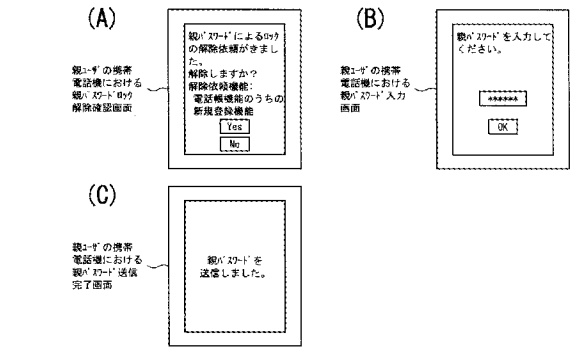 (A)
親ﾕｰｻﾞの携帯
電話機における
親ﾊﾟｽﾜｰﾄﾞﾛｯｸ
解除確認画面
親ﾊﾟｽﾜｰﾄﾞによるﾛｯｸ
の解除依頼がきまし
た。
解除しますか?
解除依頼機能:
電話帳機能のうちの
新規登録機能
Yes
No
(B)
親ﾕｰｻﾞの携帯
電話機における
親ﾊﾟｽﾜｰﾄﾞ入力
画面
親ﾊﾟｽﾜｰﾄﾞを入力して
ください。
******
OK
(C)
親ﾕｰｻﾞの携帯
電話機における
親ﾊﾟｽﾜｰﾄﾞ送信
完了画面
親ﾊﾟｽﾜｰﾄﾞを
送信しました。